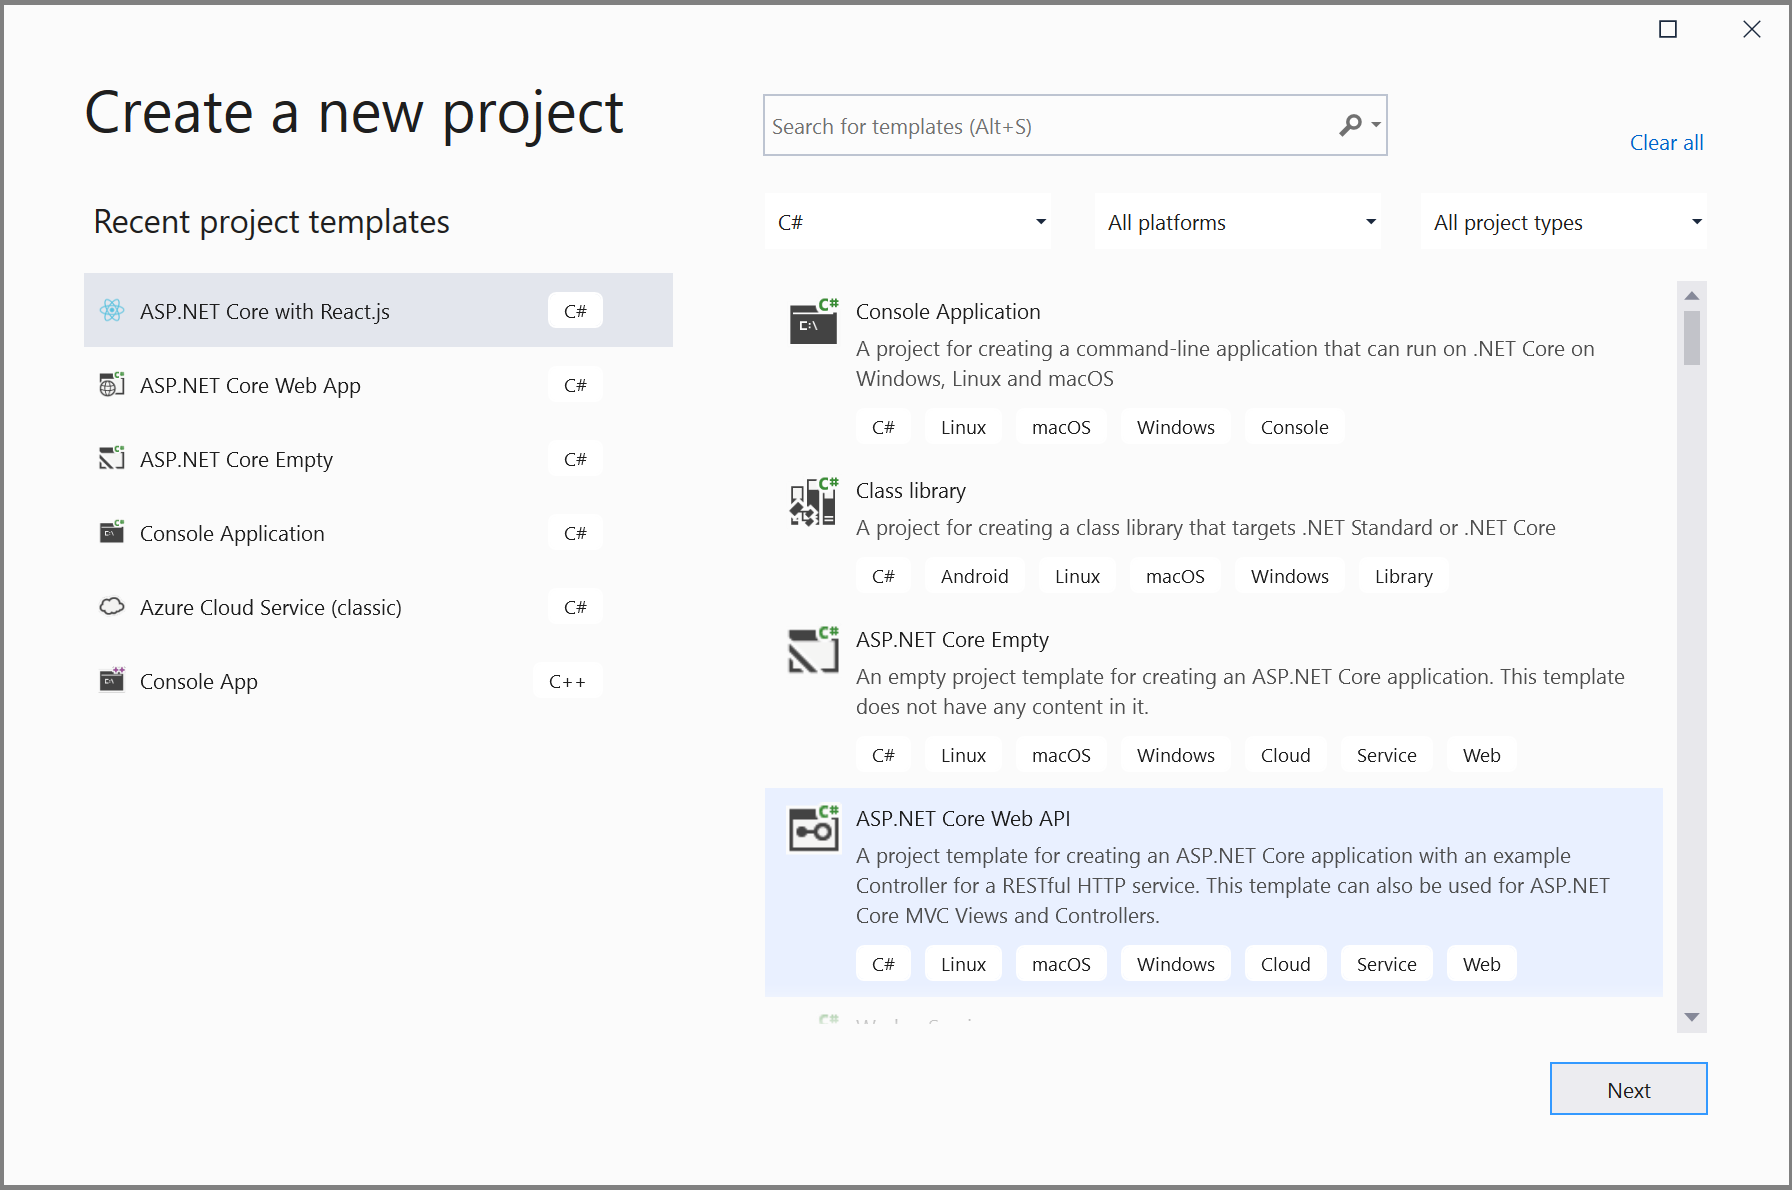 Create a new project
Search for templates (Alt+S)
Clear all
Recent project templates
C#
All platforms
All project types
ASP.NET Core with React.js C#
ASP.NET Core Web App C#
ASP.NET Core Empty C#
Console Application C#
Azure Cloud Service (classic) C#
Console App C++
Console Application
A project for creating a command-line application that can run on .NET Core on
Windows, Linux and macOS
C# Linux macOS Windows Console
Class library
A project for creating a class library that targets .NET Standard or .NET Core
C# Android Linux macOS Windows Library
ASP.NET Core Empty
An empty project template for creating an ASP.NET Core application. This template
does not have any content in it.
C# Linux macOS Windows Cloud Service Web
ASP.NET Core Web API
A project template for creating an ASP.NET Core application with an example
Controller for a RESTful HTTP service. This template can also be used for ASP.NET
Core MVC Views and Controllers.
C# Linux macOS Windows Cloud Service Web
Next